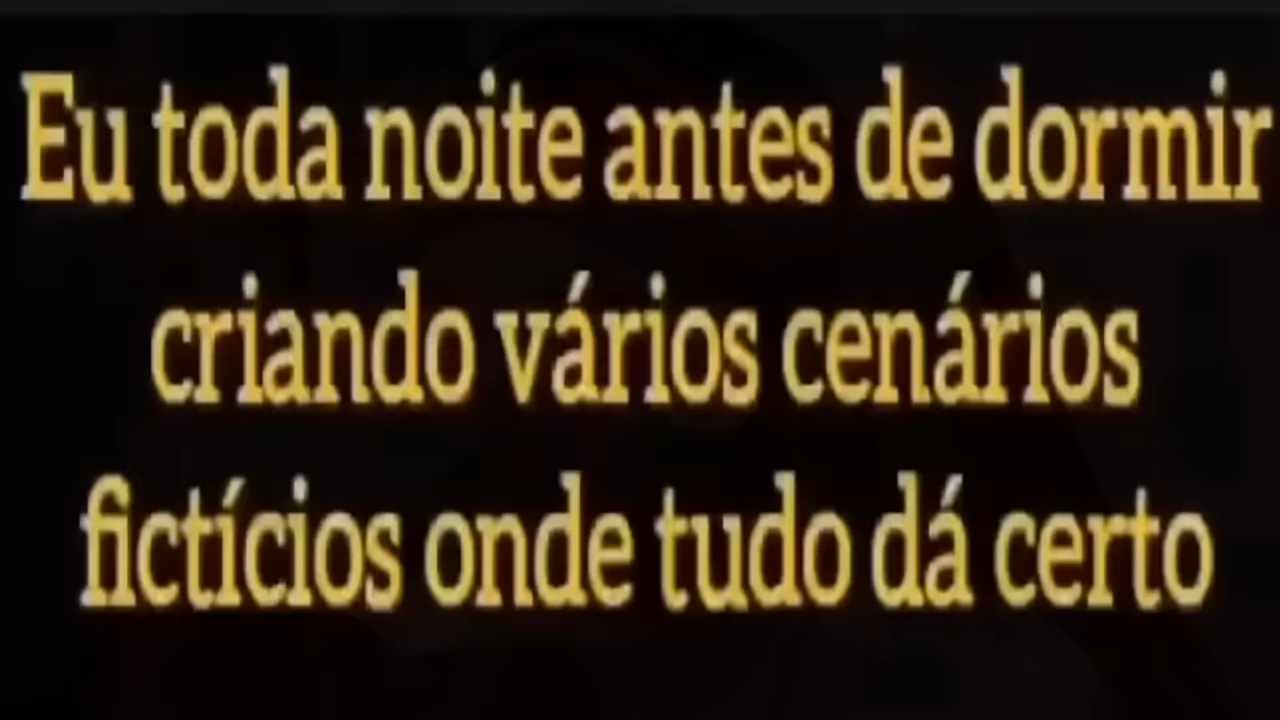 Eu toda noite antes de dormir
criando vários cenários
fictícios onde tudo dá certo